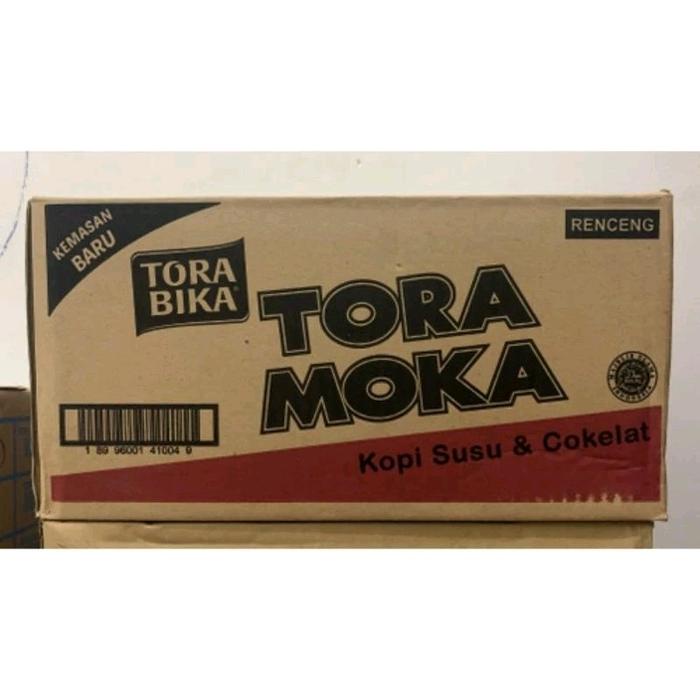 KEMASAN
BARU
RENCENG
TORA
BIKA®
TORA
MOKA
Kopi Susu & Cokelat
1 89 96001 41004 9